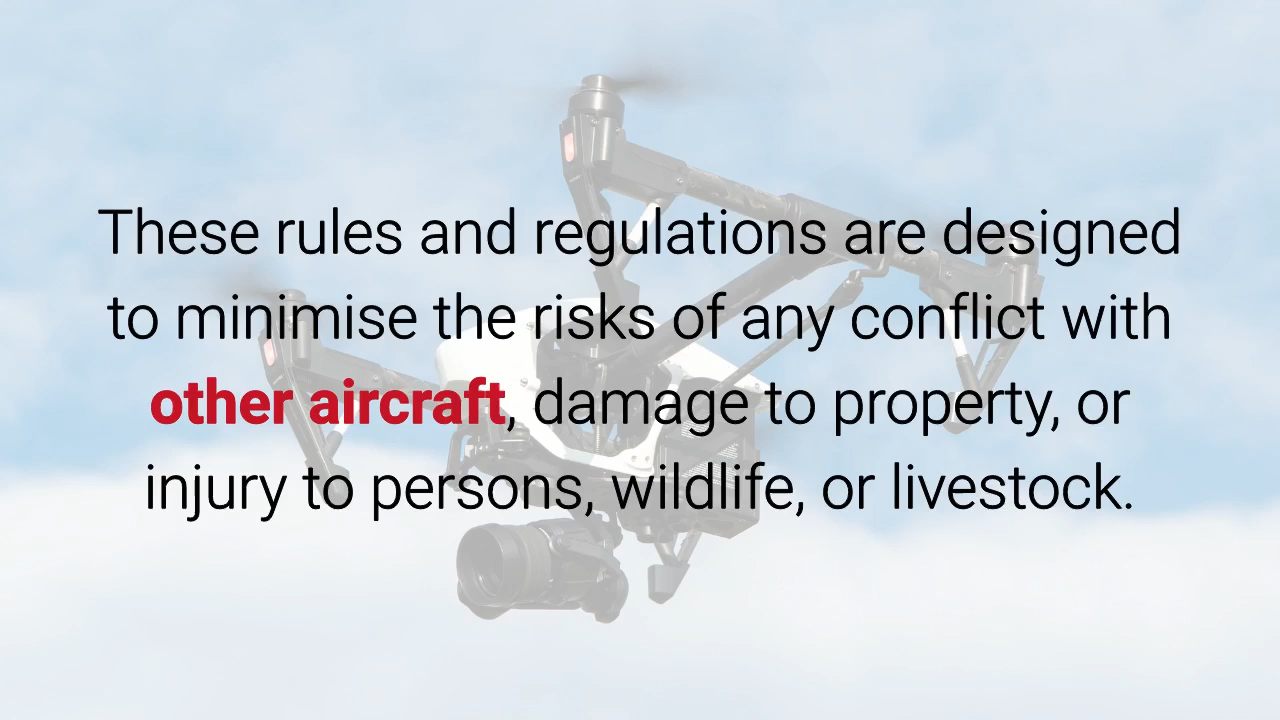 These rules and regulations are designed
to minimise the risks of any conflict with
other aircraft, damage to property, or
injury to persons, wildlife, or livestock.